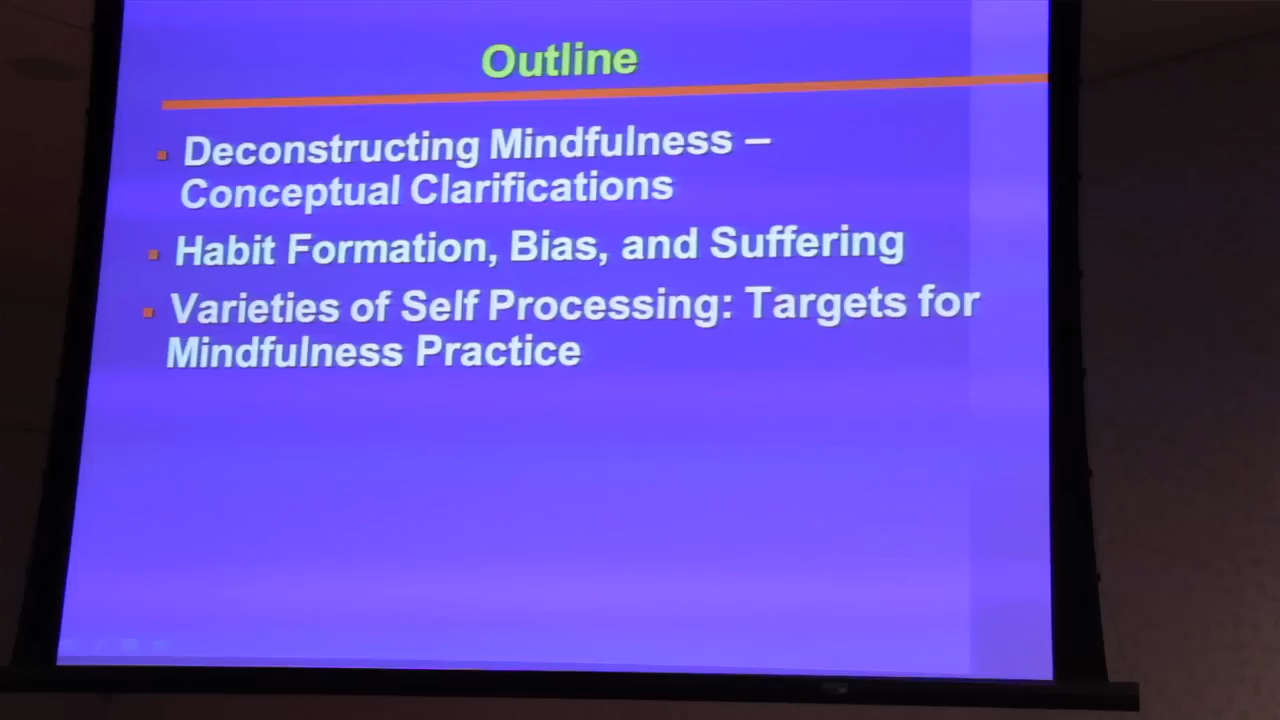 Outline
Deconstructing Mindfulness –
Conceptual Clarifications
Habit Formation, Bias, and Suffering
Varieties of Self Processing: Targets for
Mindfulness Practice